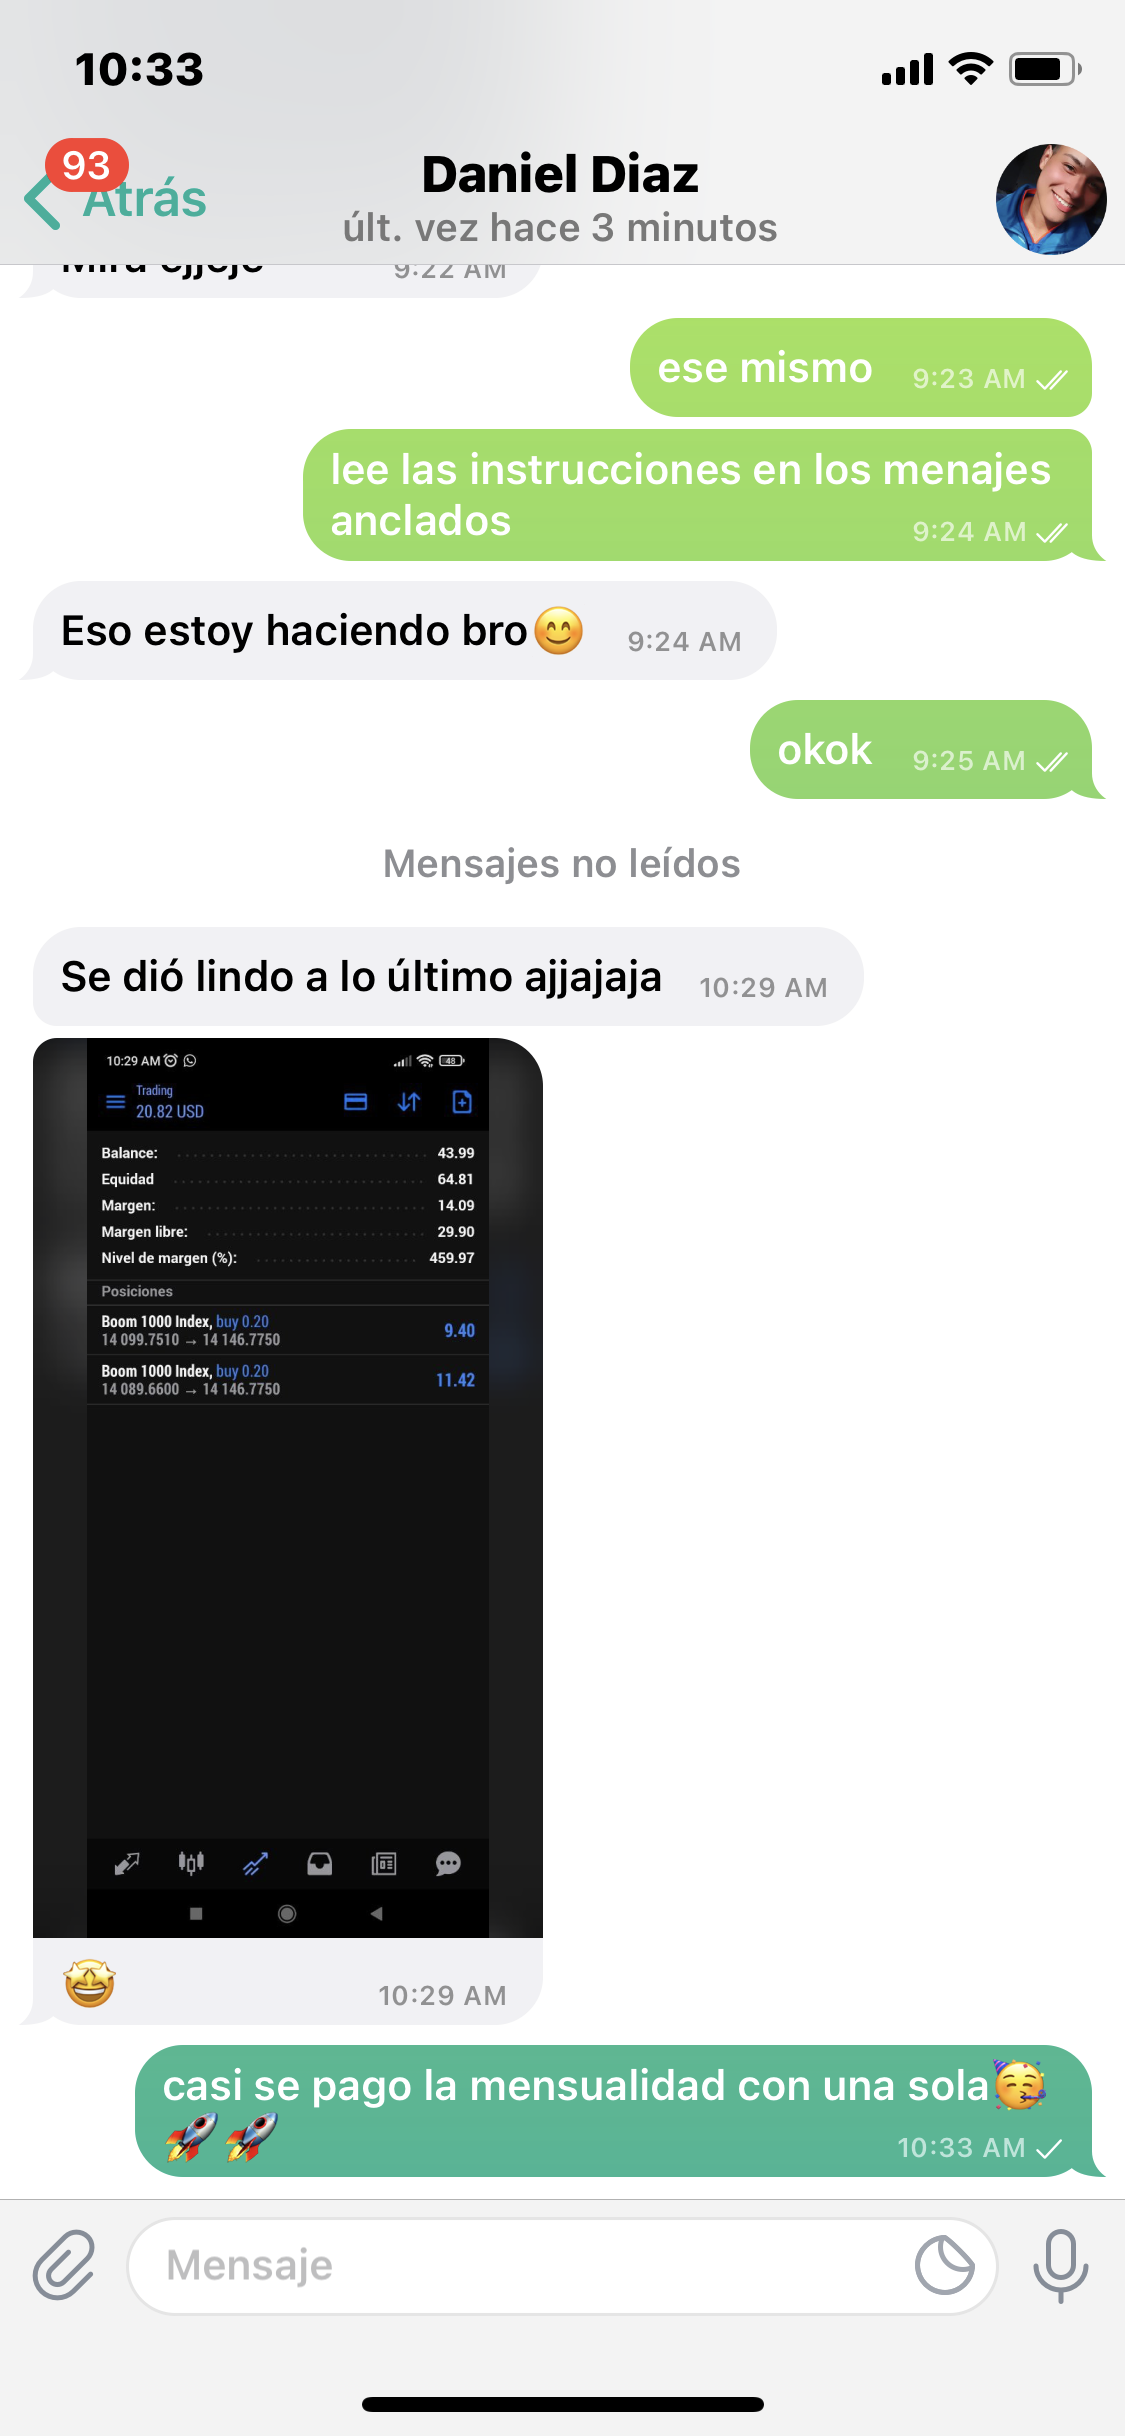 10:33
93
Atrás
Daniel Diaz
últ. vez hace 3 minutos
9:22 AM
ese mismo 9:23 AM
lee las instrucciones en los menajes
anclados 9:24 AM
Eso estoy haciendo bro😊 9:24 AM
okok 9:25 AM
Mensajes no leídos
Se dió lindo a lo último ajjajaja 10:29 AM
10:29 AM 48
Trading
20.82 USD
Balance: 43.99
Equidad 64.81
Margen: 14.09
Margen libre: 29.90
Nivel de margen (%): 459.97
Posiciones
Boom 1000 Index, buy 0.20
14 099.7510 → 14 146.7750 9.40
Boom 1000 Index, buy 0.20
14 089.6600 → 14 146.7750 11.42
🤩 10:29 AM
casi se pago la mensualidad con una sola🥳
🚀🚀 10:33 AM
Mensaje